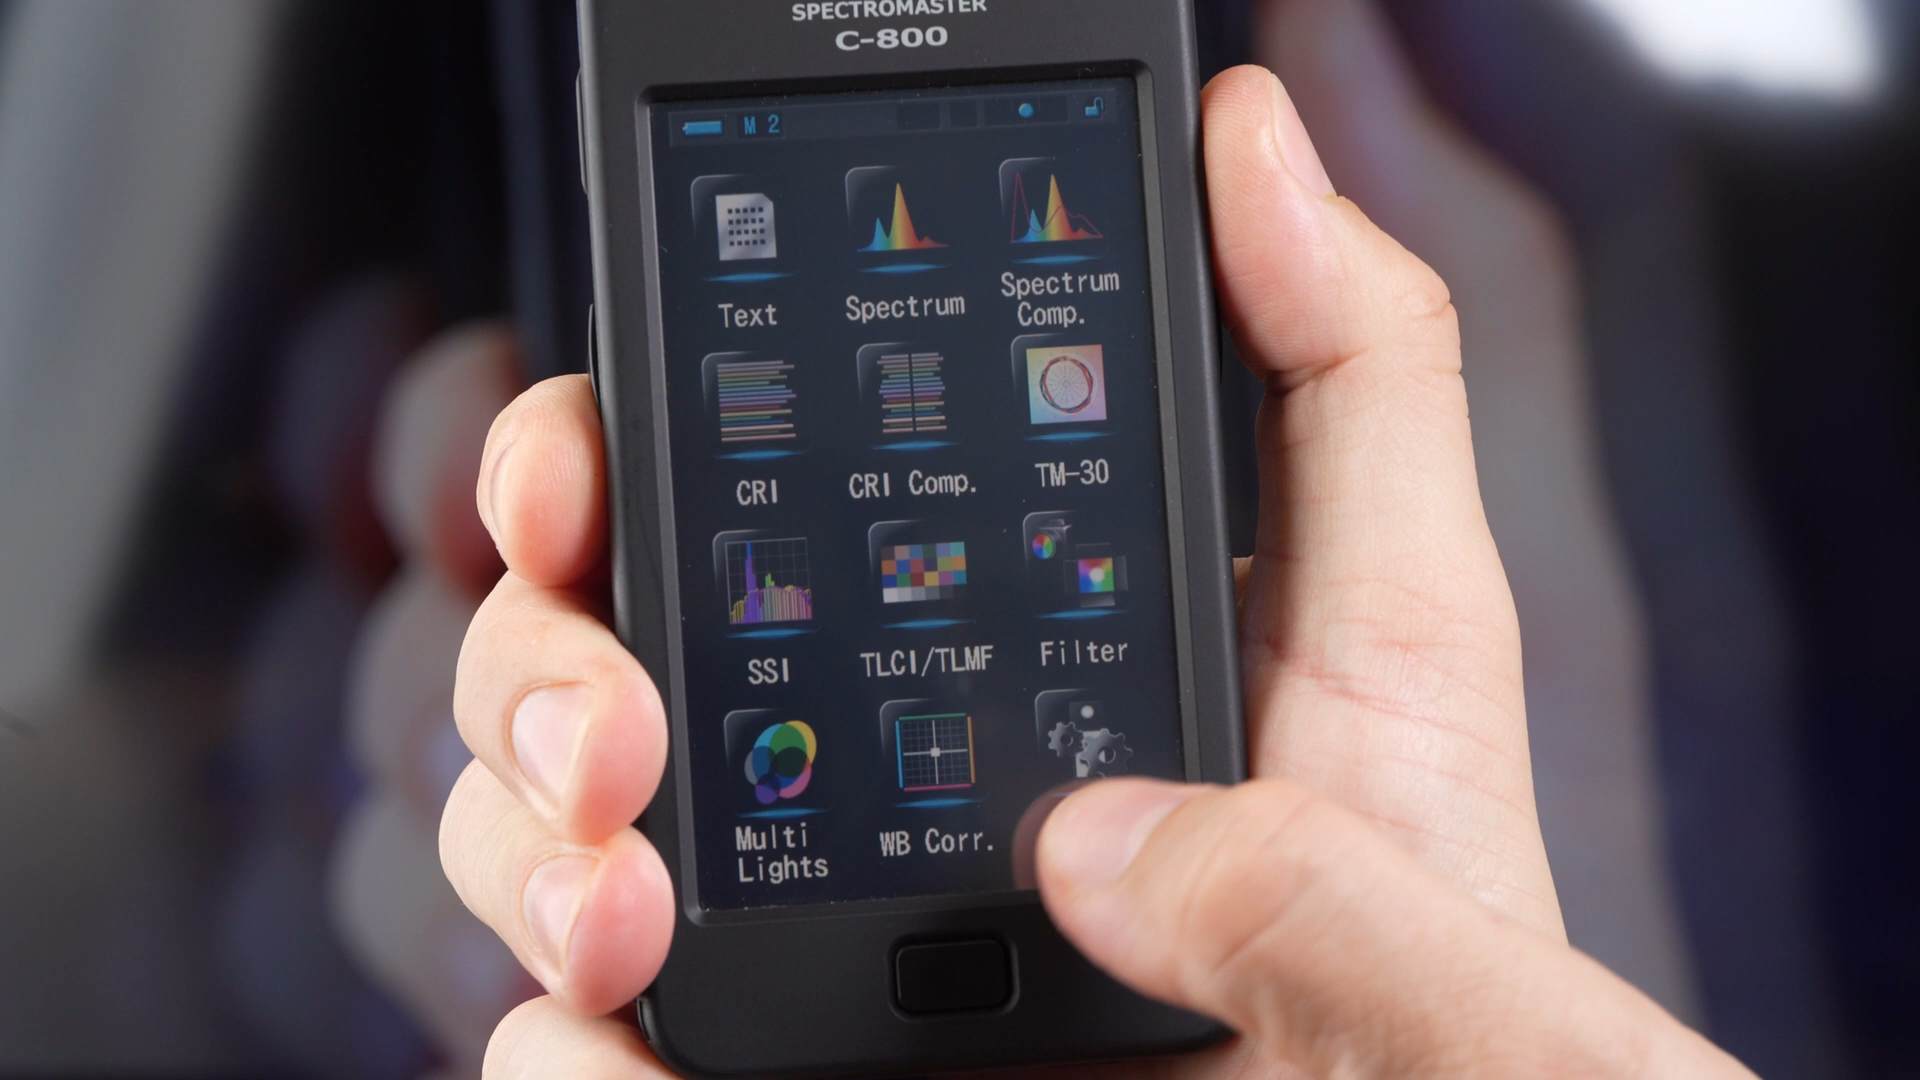 SPECTROMASTER
C-800
M 2
Text
Spectrum
Spectrum
Comp.
CRI
CRI Comp.
TM-30
SSI
TLCI/TLMF
Filter
Multi
Lights
WB Corr.